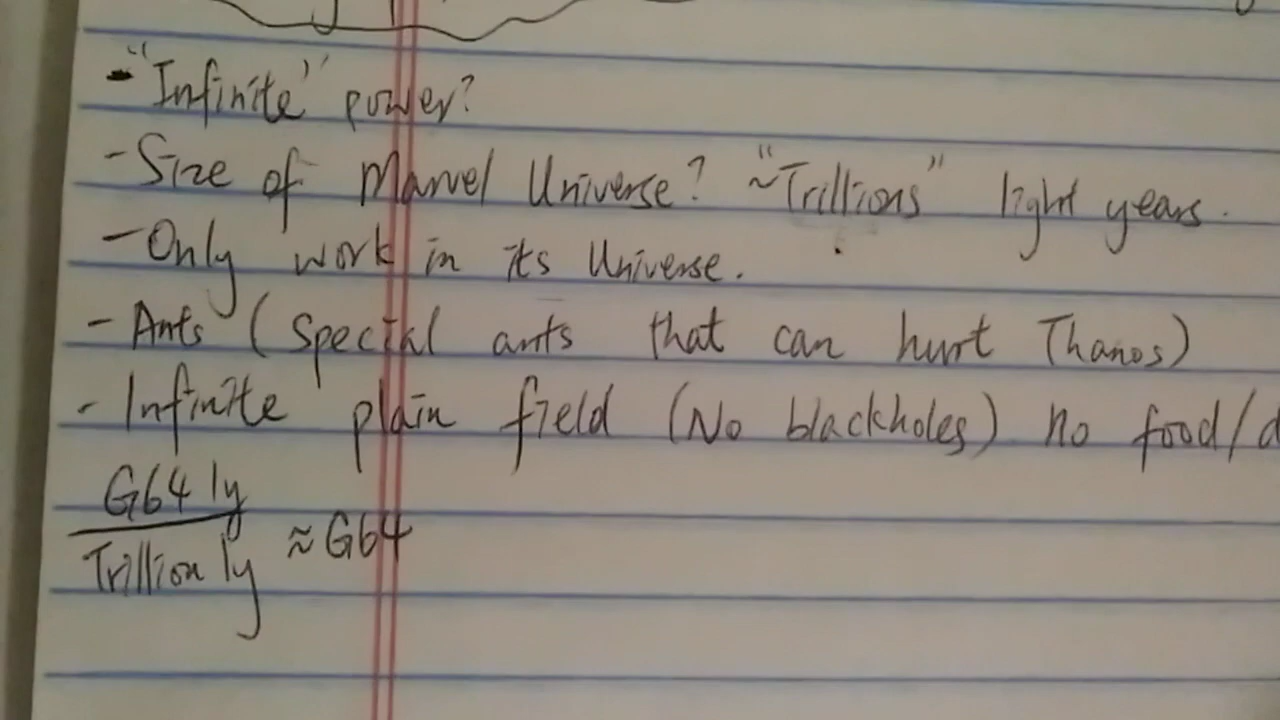 - "Infinite" power?
- Size of Marvel Universe? ~"Trillions" light years.
- Only work in its Universe.
- Ants (special ants that can hurt Thanos)
- Infinite plain field (No blackholes) no food/d
G64 ly
Trillion ly ≈ G64